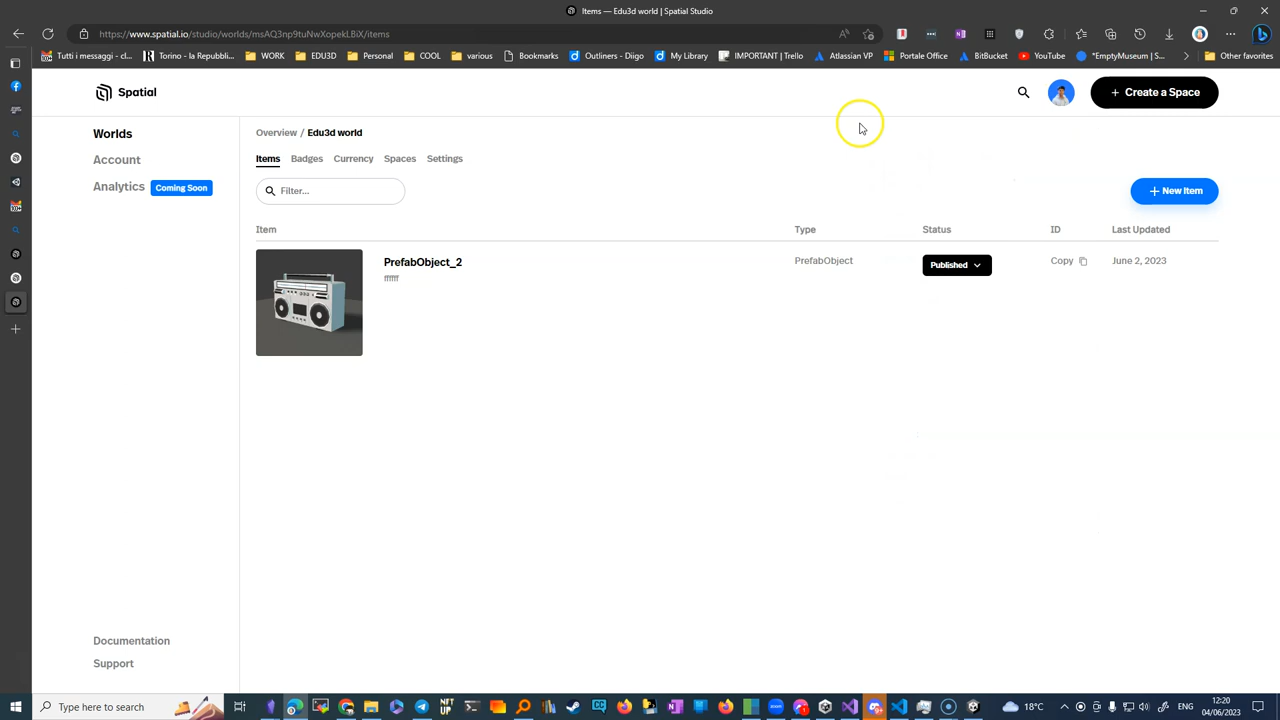 Items — Edu3d world | Spatial Studio
https://www.spatial.io/studio/worlds/msAQ3np9tuNwXopekLBiX/items
Tutti i messaggi - cl...
Torino - la Repubbli...
WORK
EDU3D
Personal
COOL
various
Bookmarks
Outliners - Diigo
My Library
IMPORTANT | Trello
Atlassian VP
Portale Office
BitBucket
YouTube
"EmptyMuseum | S...
Other favorites
Spatial
+ Create a Space
Worlds
Account
Analytics Coming Soon
Overview / Edu3d world
Items Badges Currency Spaces Settings
Filter...
+ New Item
Item Type Status ID Last Updated
PrefabObject_2 PrefabObject Published Copy June 2, 2023
ffffff
Documentation
Support
Type here to search
18°C
ENG
12:20
04/06/2023